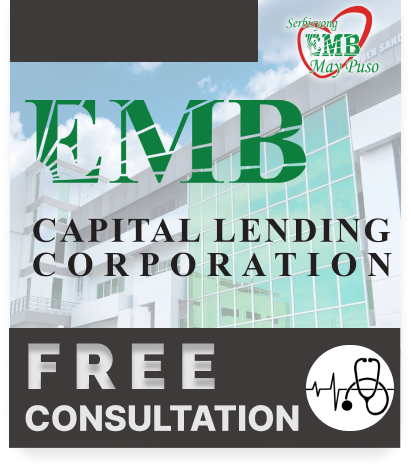 Serbisyong
EMB
May Puso
EMB
CAPITAL LENDING
CORPORATION
FREE
CONSULTATION